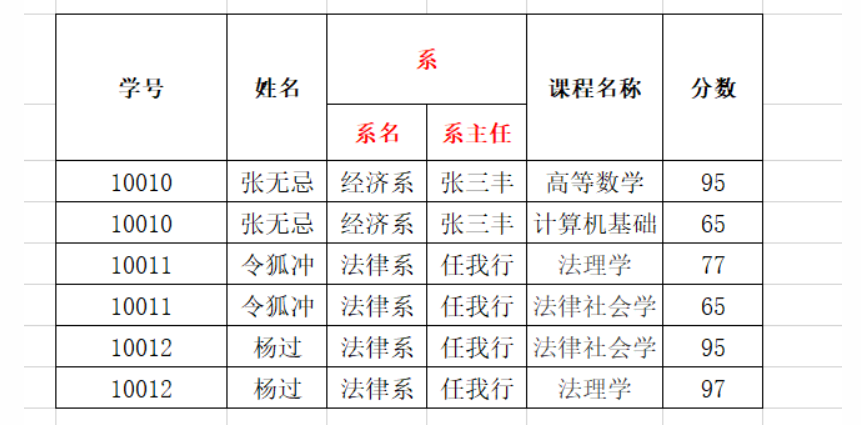 学号 姓名 系 课程名称 分数
系名 系主任
10010 张无忌 经济系 张三丰 高等数学 95
10010 张无忌 经济系 张三丰 计算机基础 65
10011 令狐冲 法律系 任我行 法理学 77
10011 令狐冲 法律系 任我行 法律社会学 65
10012 杨过 法律系 任我行 法律社会学 95
10012 杨过 法律系 任我行 法理学 97